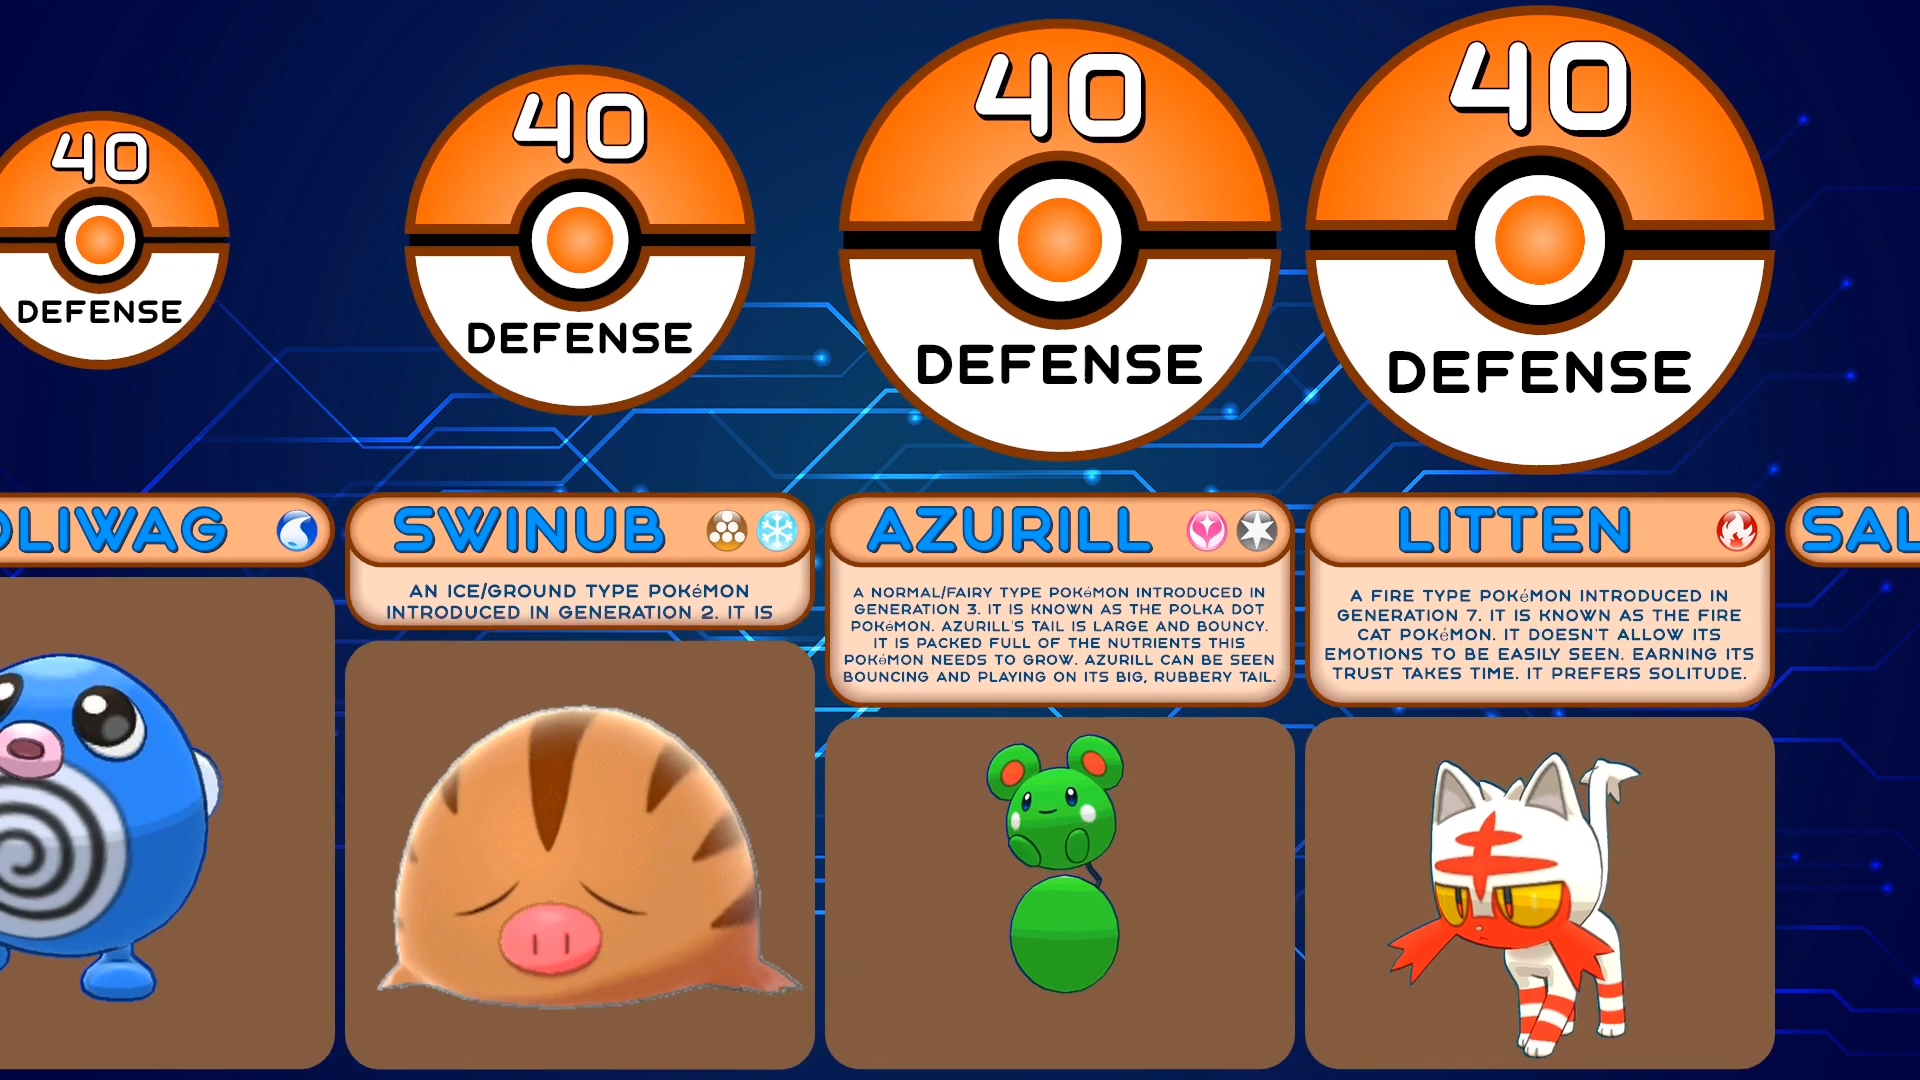 40
DEFENSE
40
DEFENSE
40
DEFENSE
40
DEFENSE
OLIWAG
SWINUB
AN ICE/GROUND TYPE POKéMON
INTRODUCED IN GENERATION 2. IT IS
AZURILL
A NORMAL/FAIRY TYPE POKéMON INTRODUCED IN
GENERATION 3. IT IS KNOWN AS THE POLKA DOT
POKéMON. AZURILL'S TAIL IS LARGE AND BOUNCY.
IT IS PACKED FULL OF THE NUTRIENTS THIS
POKéMON NEEDS TO GROW. AZURILL CAN BE SEEN
BOUNCING AND PLAYING ON ITS BIG, RUBBERY TAIL.
LITTEN
A FIRE TYPE POKéMON INTRODUCED IN
GENERATION 7. IT IS KNOWN AS THE FIRE
CAT POKéMON. IT DOESN'T ALLOW ITS
EMOTIONS TO BE EASILY SEEN. EARNING ITS
TRUST TAKES TIME. IT PREFERS SOLITUDE.
SAL